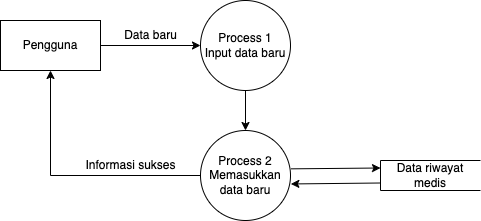 Pengguna
Data baru
Process 1
Input data baru
Informasi sukses
Process 2
Memasukkan
data baru
Data riwayat
medis